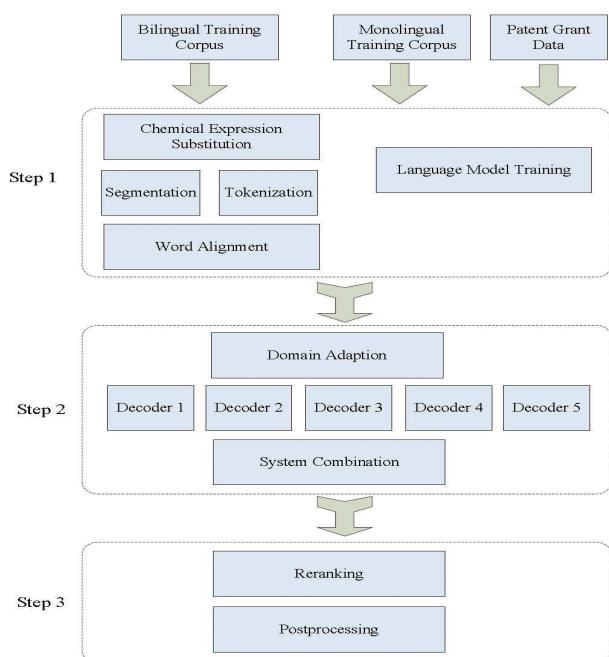 Bilingual Training
Corpus
Monolingual
Training Corpus
Patent Grant
Data
Step 1
Chemical Expression
Substitution
Segmentation
Tokenization
Word Alignment
Language Model Training
Step 2
Domain Adaption
Decoder 1
Decoder 2
Decoder 3
Decoder 4
Decoder 5
System Combination
Step 3
Reranking
Postprocessing